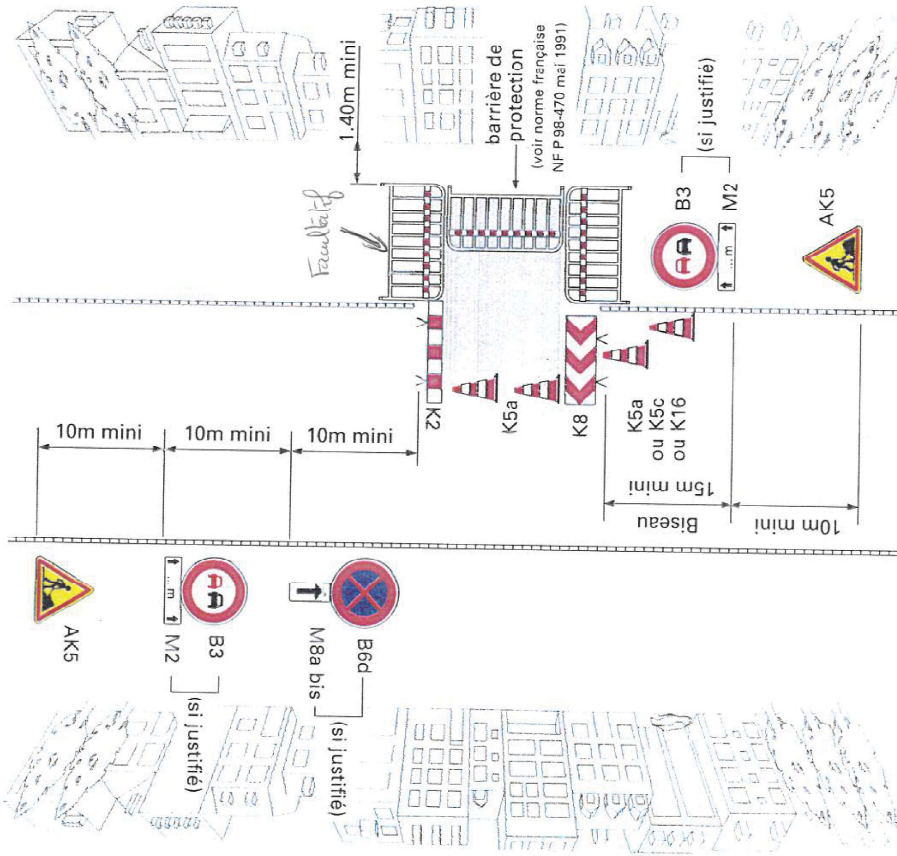 1.40m mini
Facultatif
barrière de
protection
(voir norme française
NF P 98-470 mai 1991)
(si justifié)
B3
M2
... m
AK5
K2
K5a
K8
K5a
ou K5c
ou K16
10m mini
10m mini
10m mini
Biseau
15m mini
10m mini
AK5
... m
M2
B3
(si justifié)
M8a bis
B6d
(si justifié)